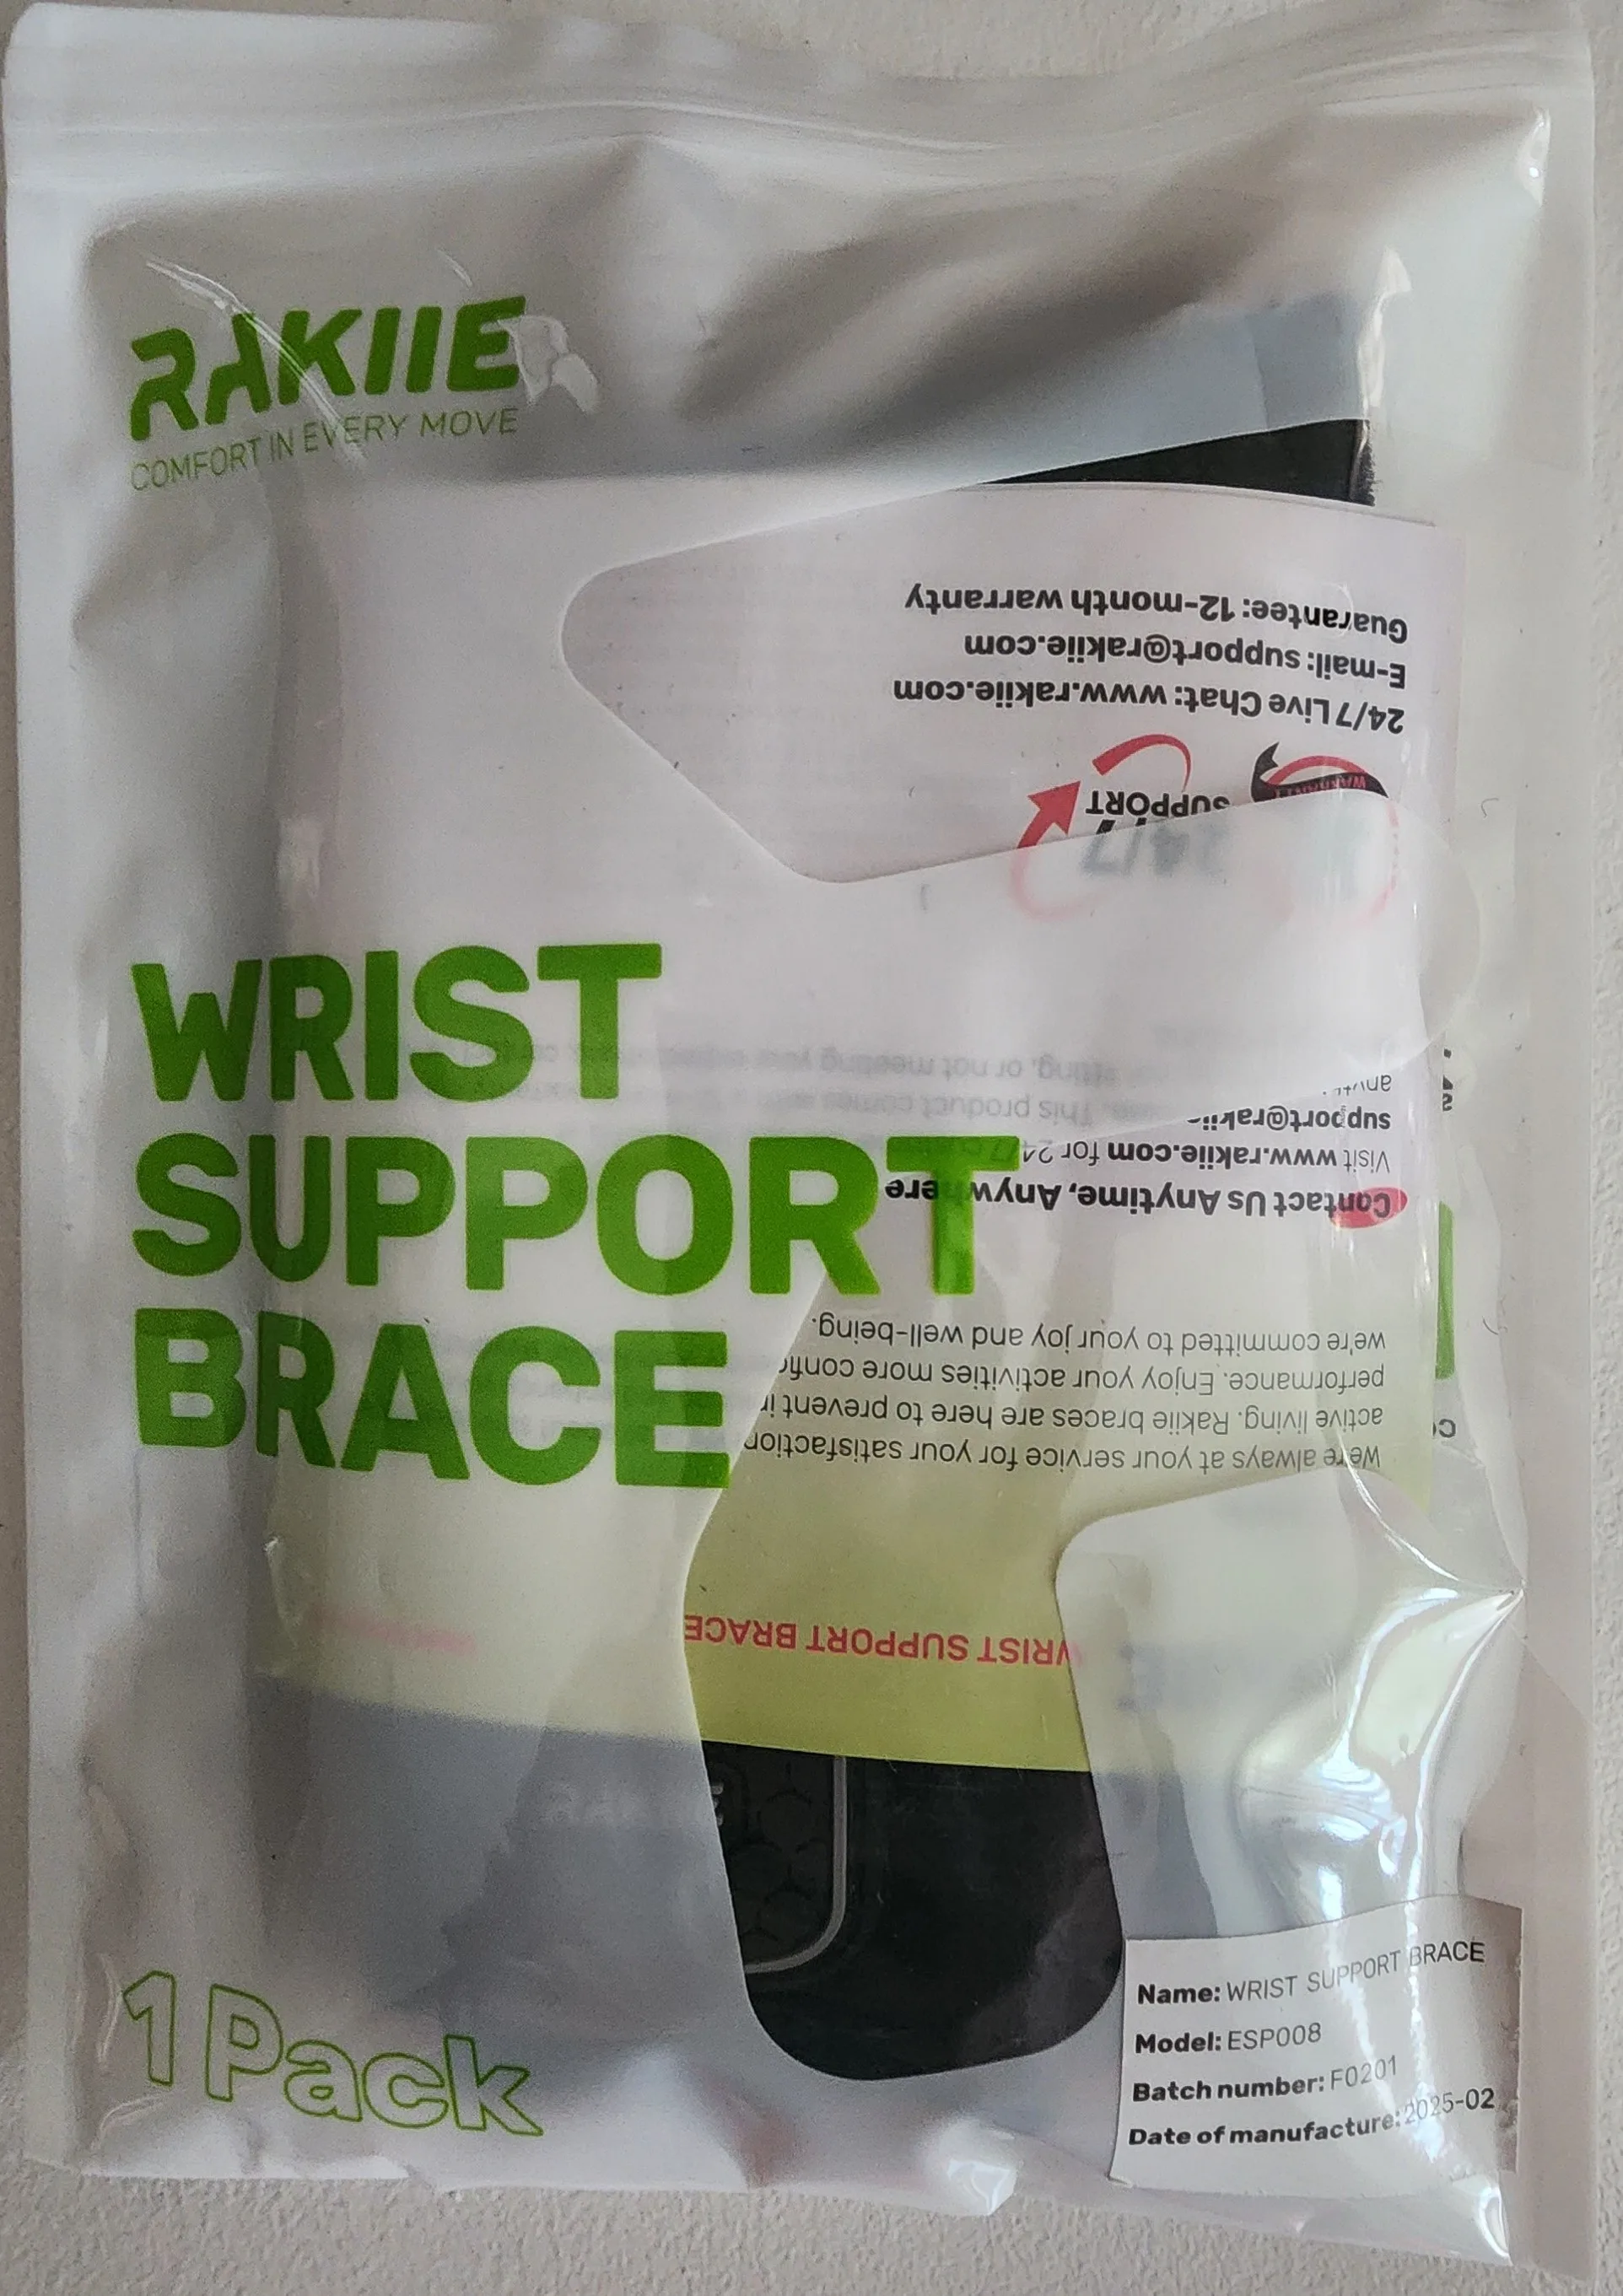 RAKIIE
COMFORT IN EVERY MOVE
WRIST
SUPPORT
BRACE
1 Pack
Name: WRIST SUPPORT BRACE
Model: ESP008
Batch number: F0201
Date of manufacture: 2025-02
WRIST SUPPORT BRACE
We're always at your service for your satisfaction
active living. Rakiie braces are here to prevent
performance. Enjoy your activities more
we're committed to your joy and well-being.
Contact Us Anytime, Anywhere
Visit www.rakiie.com for 24/7
support@rakiie
This product comes
or not meeting your
24/7
SUPPORT
WARRANTY
24/7 Live Chat: www.rakiie.com
E-mail: support@rakiie.com
Guarantee: 12-month warranty